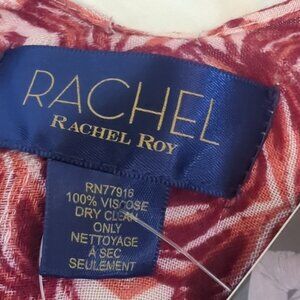 RACHEL
RACHEL ROY
RN77916
100% VISCOSE
DRY CLEAN
ONLY
NETTOYAGE
À SEC
SEULEMENT